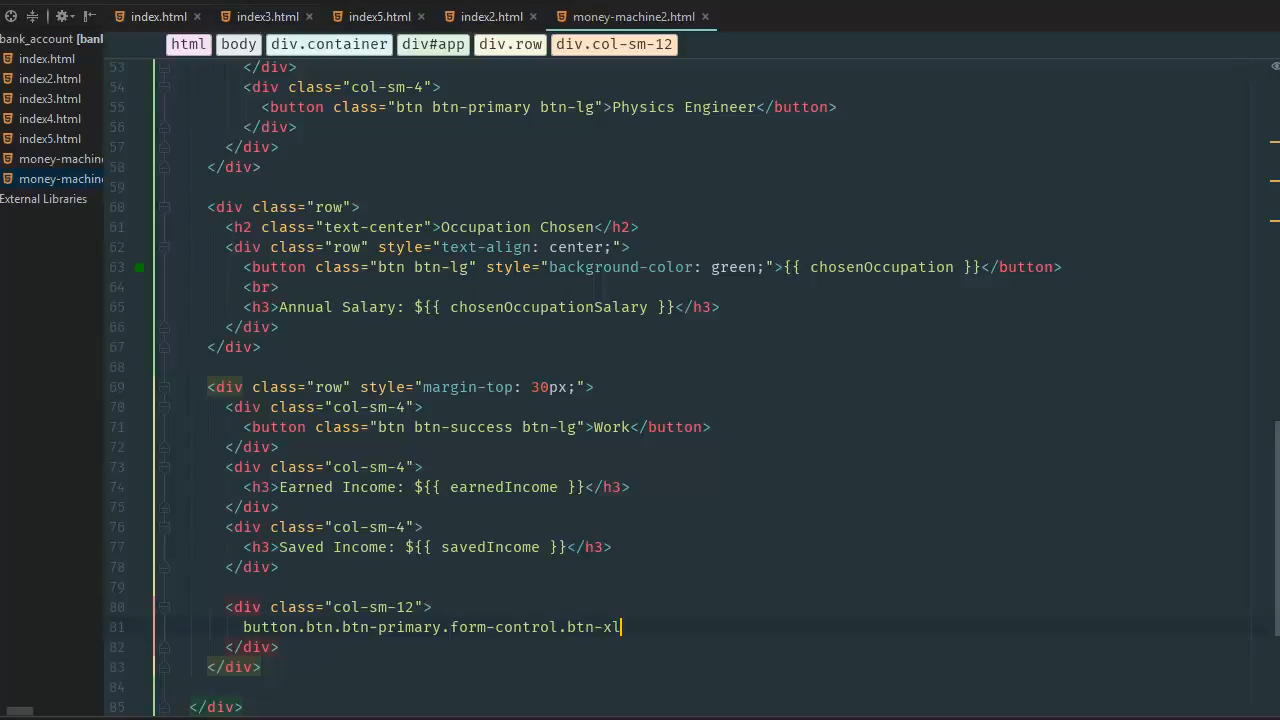 index.html × index3.html × index5.html × index2.html × money-machine2.html ×
bank_account [bank
html body div.container div#app div.row div.col-sm-12
index.html
index2.html
index3.html
index4.html
index5.html
money-machine
money-machine
External Libraries
53 </div>
54 <div class="col-sm-4">
55 <button class="btn btn-primary btn-lg">Physics Engineer</button>
56 </div>
57 </div>
58 </div>
59
60 <div class="row">
61 <h2 class="text-center">Occupation Chosen</h2>
62 <div class="row" style="text-align: center;">
63 <button class="btn btn-lg" style="background-color: green;">{{ chosenOccupation }}</button>
64 <br>
65 <h3>Annual Salary: ${{ chosenOccupationSalary }}</h3>
66 </div>
67 </div>
68
69 <div class="row" style="margin-top: 30px;">
70 <div class="col-sm-4">
71 <button class="btn btn-success btn-lg">Work</button>
72 </div>
73 <div class="col-sm-4">
74 <h3>Earned Income: ${{ earnedIncome }}</h3>
75 </div>
76 <div class="col-sm-4">
77 <h3>Saved Income: ${{ savedIncome }}</h3>
78 </div>
79
80 <div class="col-sm-12">
81 button.btn.btn-primary.form-control.btn-xl
82 </div>
83 </div>
84
85 </div>